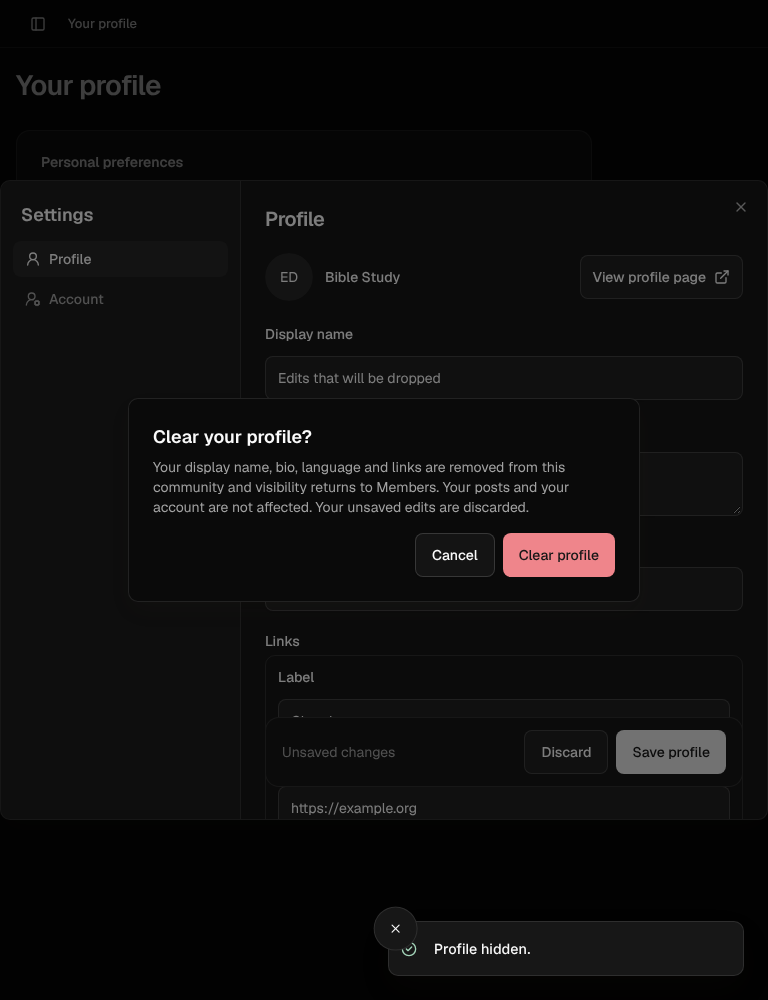 Your profile
Your profile
Personal preferences
Settings
Profile
Account
Profile
ED
Bible Study
View profile page
Display name
Edits that will be dropped
Clear your profile?
Your display name, bio, language and links are removed from this
community and visibility returns to Members. Your posts and your
account are not affected. Your unsaved edits are discarded.
Cancel
Clear profile
Links
Label
Unsaved changes
Discard
Save profile
https://example.org
Profile hidden.